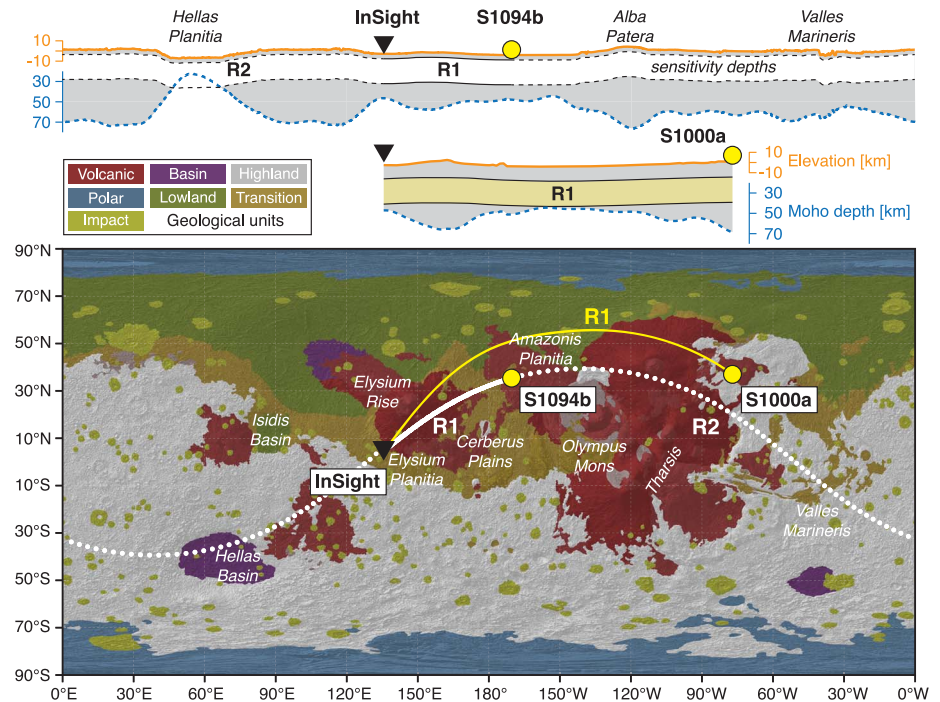 Hellas
Planitia
InSight
S1094b
Alba
Patera
Valles
Marineris
10
-10
30
50
70
R2
R1
sensitivity depths
S1000a
10
-10
Elevation [km]
30
50
70
Moho depth [km]
R1
Volcanic
Basin
Highland
Polar
Lowland
Transition
Impact
Geological units
90°N
70°N
50°N
30°N
10°N
10°S
30°S
50°S
70°S
90°S
R1
Amazonis
Planitia
Elysium
Rise
S1094b
S1000a
Isidis
Basin
R1
R2
Cerberus
Plains
Olympus
Mons
Elysium
Planitia
Tharsis
InSight
Valles
Marineris
Hellas
Basin
0°E
30°E
60°E
90°E
120°E
150°E
180°
150°W
120°W
90°W
60°W
30°W
0°W